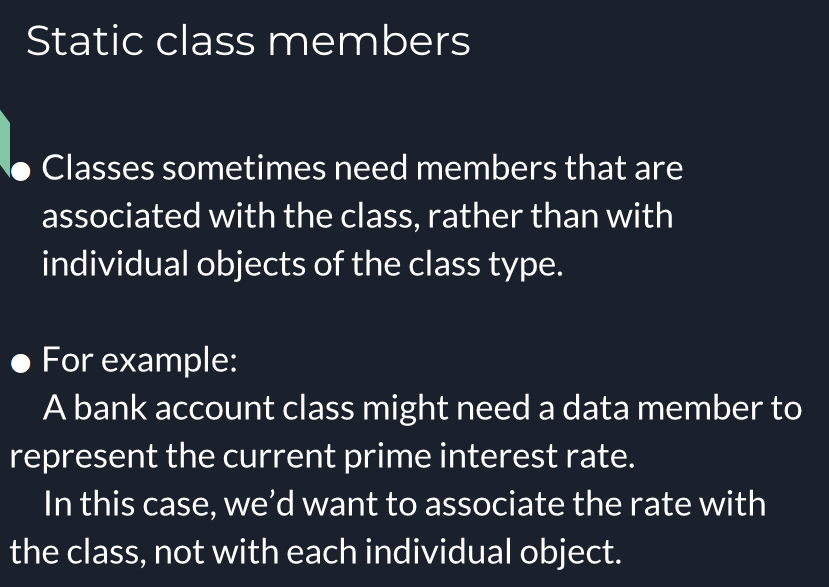 Static class members
● Classes sometimes need members that are
associated with the class, rather than with
individual objects of the class type.
● For example:
A bank account class might need a data member to
represent the current prime interest rate.
In this case, we’d want to associate the rate with
the class, not with each individual object.